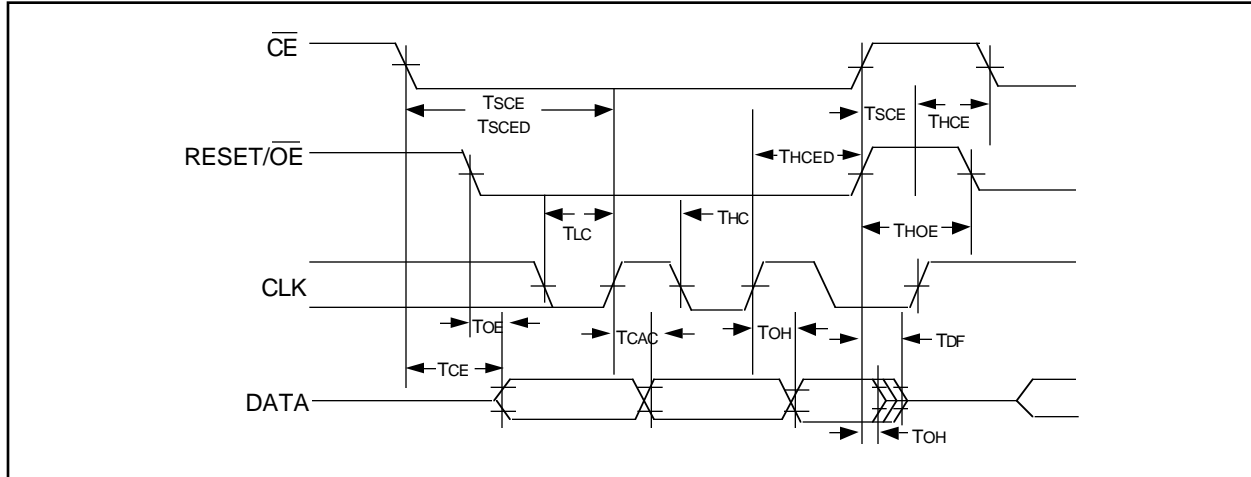 CE
TSCE
TSCED
TSCE
THCE
RESET/OE
THCED
TLC
THC
THOE
CLK
TOE
TCAC
TOH
TDF
TCE
DATA
TOH